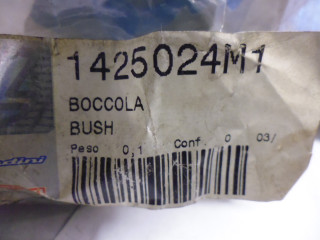 1425024M1
BOCCOLA
BUSH
Peso 0,1 Conf. 0 03/